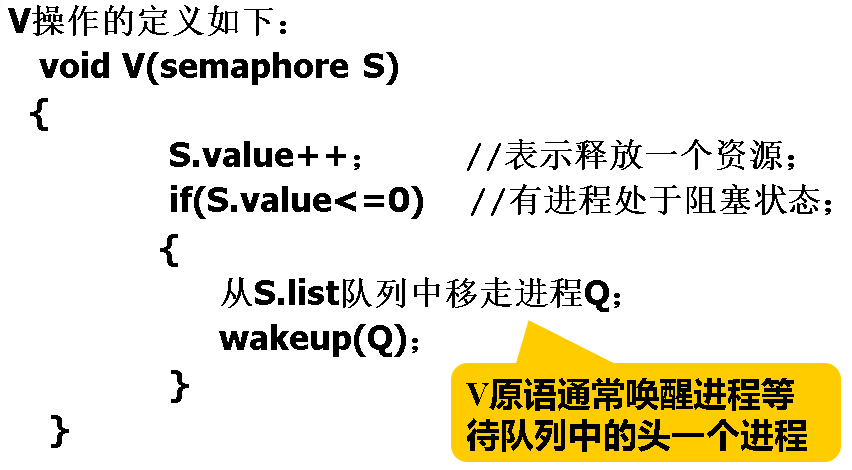 V操作的定义如下：
void V(semaphore S)
{
S.value++； //表示释放一个资源；
if(S.value<=0) //有进程处于阻塞状态；
{
从S.list队列中移走进程Q；
wakeup(Q)；
}
}
V原语通常唤醒进程等
待队列中的头一个进程